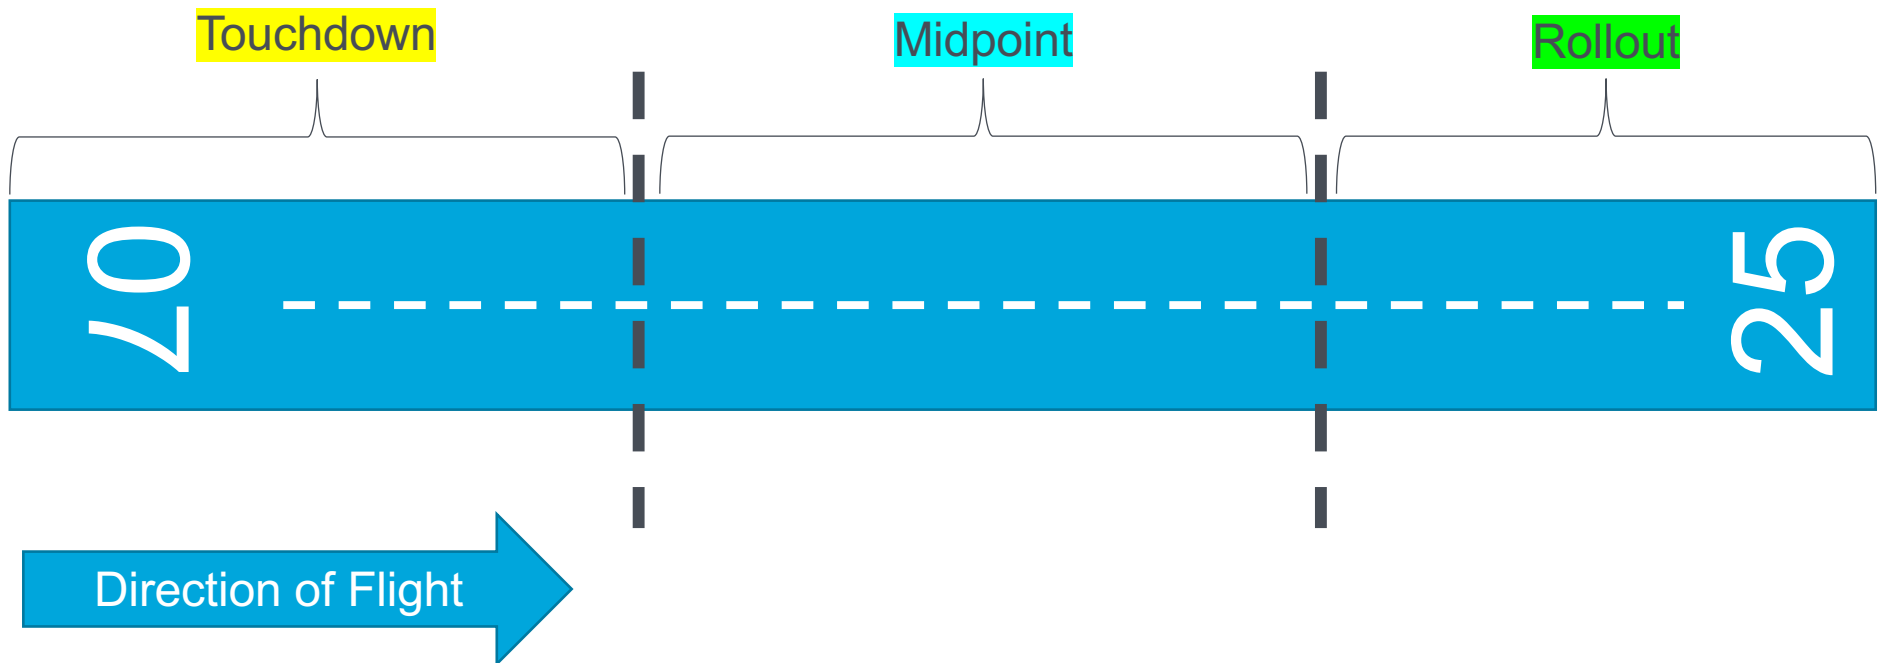 Touchdown
Midpoint
Rollout
07
25
Direction of Flight